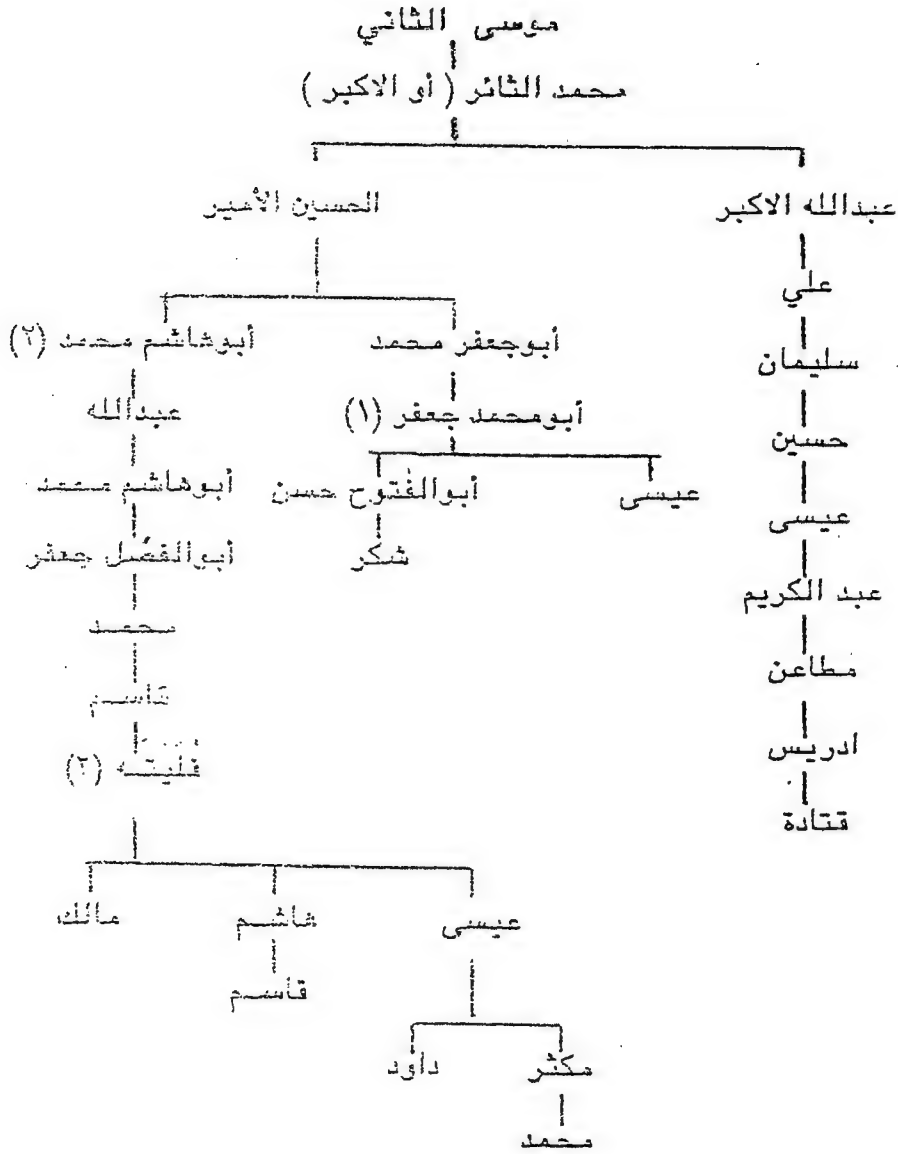 موسى الثاني
محمد الثائر ( أو الاكبر )
عبدالله الاكبر
الحسين الأمير
علي
أبوجعفر محمد
أبوهاشم محمد (٢)
سليمان
أبومحمد جعفر (١)
عبدالله
حسين
عيسى
أبوالفتوح حسن
أبوهاشم محمد
عيسى
شكر
أبوالفضل جعفر
عبد الكريم
محمد
مطاعن
قاسم
ادريس
فليته (٣)
قتادة
عيسى
هاشم
مالك
قاسم
مكثر
داود
محمد